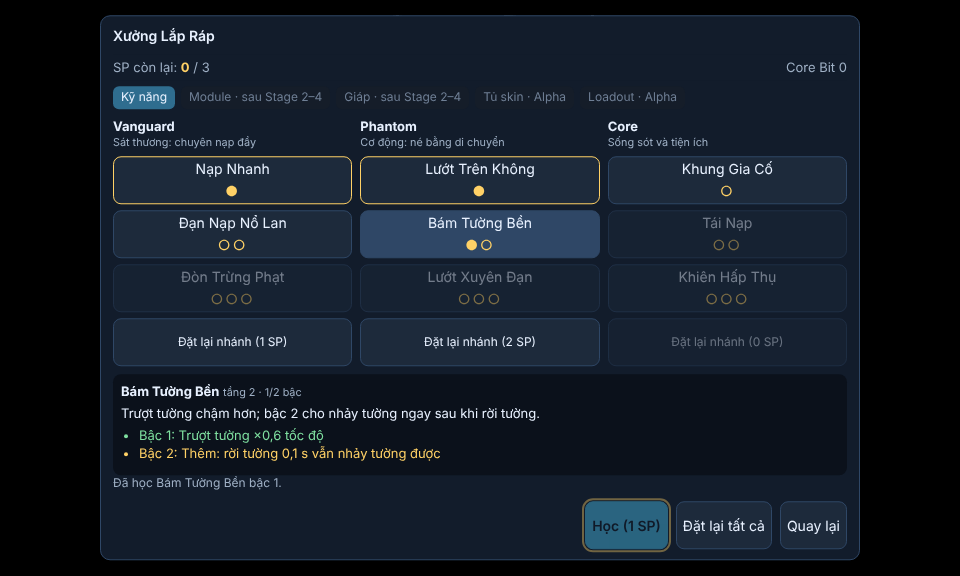 Xưởng Lắp Ráp
SP còn lại: 0 / 3
Core Bit 0
Kỹ năng
Module · sau Stage 2–4
Giáp · sau Stage 2–4
Tủ skin · Alpha
Loadout · Alpha
Vanguard
Sát thương: chuyên nạp đầy
Phantom
Cơ động: né bằng di chuyển
Core
Sống sót và tiện ích
Nạp Nhanh
Lướt Trên Không
Khung Gia Cố
Đạn Nạp Nổ Lan
Bám Tường Bền
Tái Nạp
Đòn Trừng Phạt
Lướt Xuyên Đạn
Khiên Hấp Thụ
Đặt lại nhánh (1 SP)
Đặt lại nhánh (2 SP)
Đặt lại nhánh (0 SP)
Bám Tường Bền tầng 2 · 1/2 bậc
Trượt tường chậm hơn; bậc 2 cho nhảy tường ngay sau khi rời tường.
• Bậc 1: Trượt tường ×0,6 tốc độ
• Bậc 2: Thêm: rời tường 0,1 s vẫn nhảy tường được
Đã học Bám Tường Bền bậc 1.
Học (1 SP)
Đặt lại tất cả
Quay lại